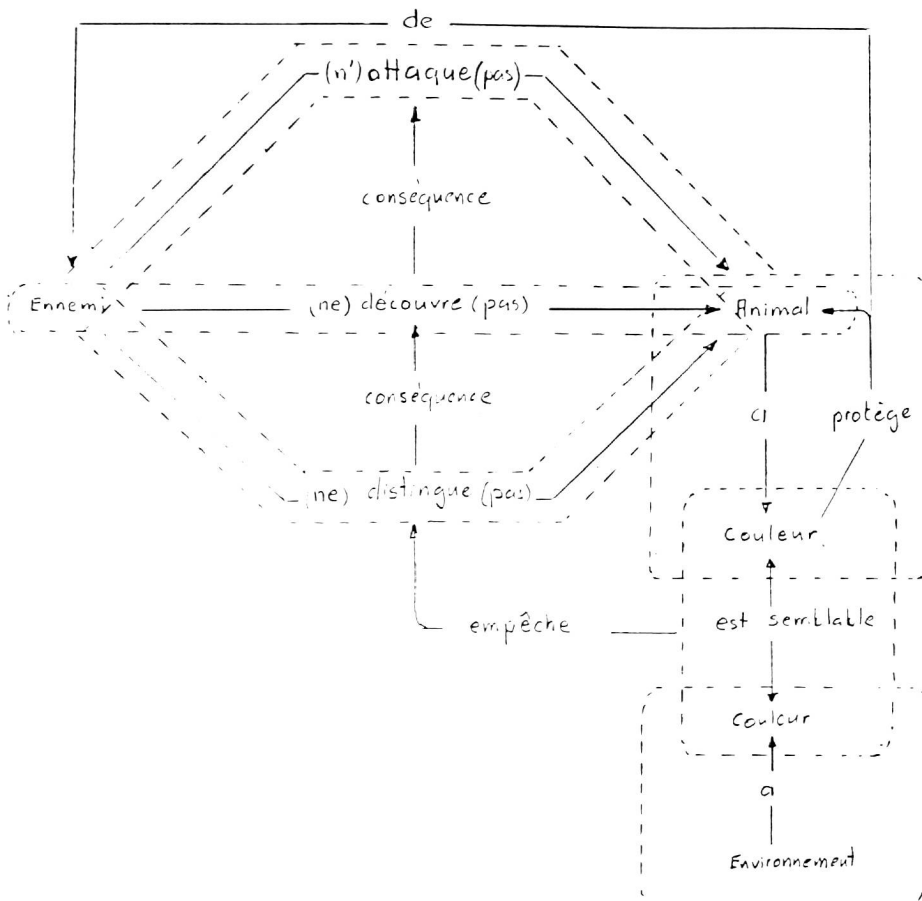 de
(n') attaque (pas)
conséquence
Ennemi
(ne) découvre (pas)
Animal
conséquence
a
protège
(ne) distingue (pas)
Couleur
empêche
est semblable
Couleur
a
Environnement